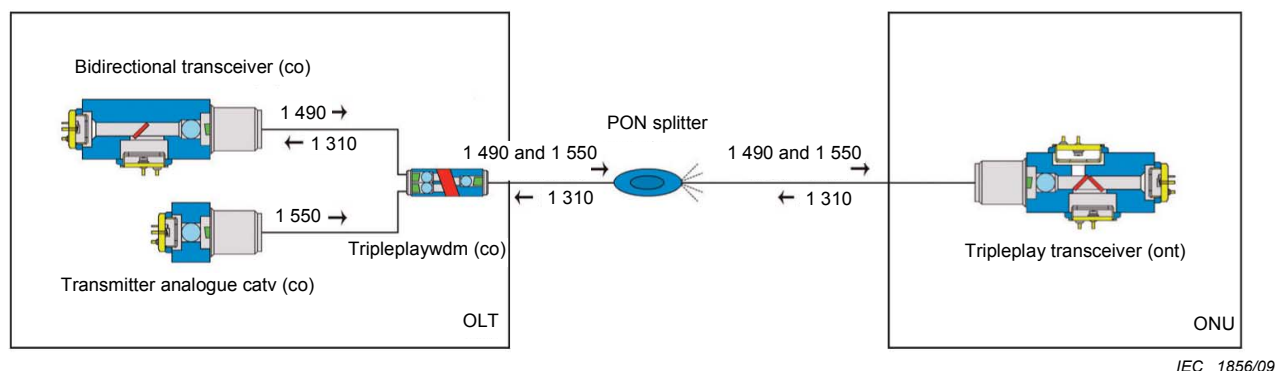 Bidirectional transceiver (co)
1 490 →
← 1 310
1 550 →
Transmitter analogue catv (co)
Tripleplaywdm (co)
OLT
1 490 and 1 550
→
← 1 310
PON splitter
1 490 and 1 550
→
← 1 310
Tripleplay transceiver (ont)
ONU
IEC 1856/09